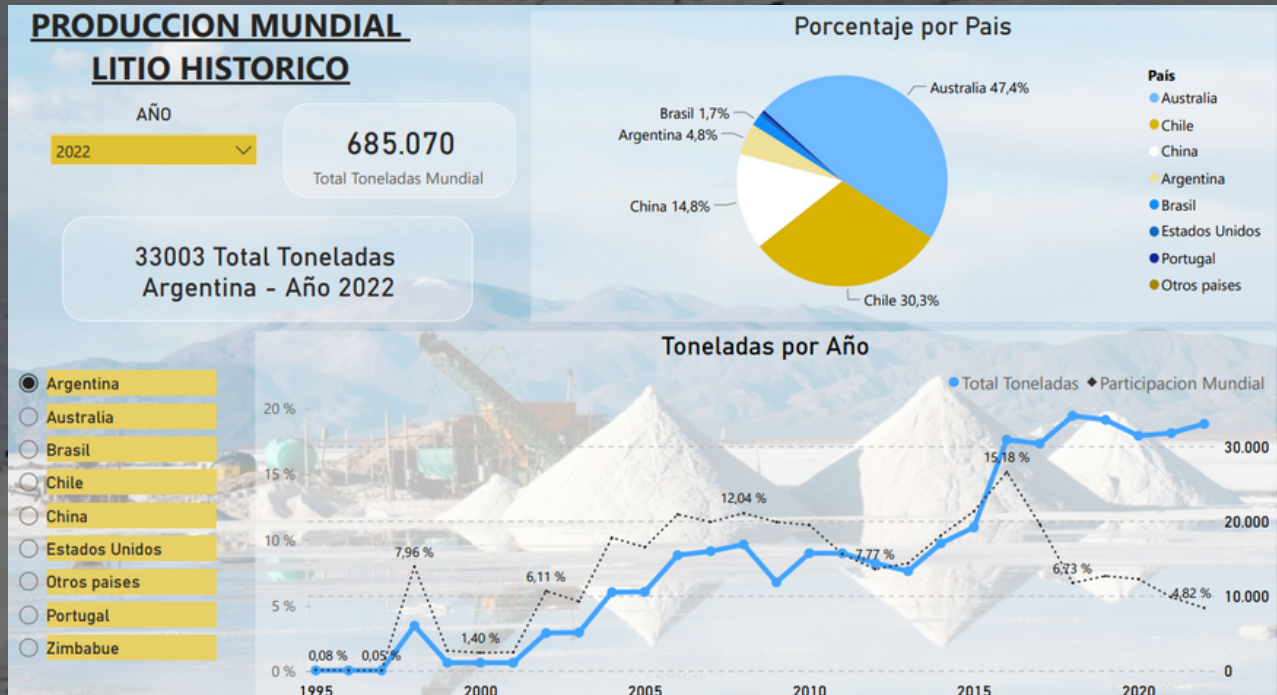 PRODUCCION MUNDIAL
LITIO HISTORICO
AÑO
2022
685.070
Total Toneladas Mundial
33003 Total Toneladas
Argentina - Año 2022
Porcentaje por Pais
Australia 47,4%
Brasil 1,7%
Argentina 4,8%
China 14,8%
Chile 30,3%
País
Australia
Chile
China
Argentina
Brasil
Estados Unidos
Portugal
Otros paises
Argentina
Australia
Brasil
Chile
China
Estados Unidos
Otros paises
Portugal
Zimbabue
Toneladas por Año
Total Toneladas
Participacion Mundial
20 %
15 %
10 %
5 %
0 %
30.000
20.000
10.000
0
0,08 %
0,05 %
7,96 %
1,40 %
6,11 %
12,04 %
7,77 %
15,18 %
6,73 %
4,82 %
1995
2000
2005
2010
2015
2020